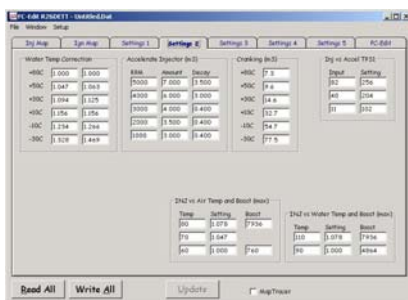 FC-Edit R26DETT - Untitled.Dat
File Window Setup
Inj Map Ign Map Settings 1 Settings 2 Settings 3 Settings 4 Settings 5 FC-Edit
Water Temp Correction
+80C 1.000 1.000
+50C 1.047 1.063
+30C 1.094 1.125
+10C 1.156 1.156
-10C 1.234 1.266
-30C 1.328 1.469
Accelerate Injector (mS)
RPM Amount Decay
5000 7.000 3.500
4000 6.000 3.000
3000 4.000 0.400
2000 3.500 0.400
1000 3.000 0.400
Cranking (mS)
+80C 7.3
+50C 9.6
+30C 14.6
+10C 32.7
-10C 54.7
-30C 77.5
Inj vs Accel TPS1
Input Setting
82 256
40 204
31 102
INJ vs Air Temp and Boost (max)
Temp Setting Boost
80 1.078 7936
70 1.047
60 1.000 760
INJ vs Water Temp and Boost (max)
Temp Setting Boost
110 1.078 7936
90 1.000 4864
Read All Write All Update MapTracer